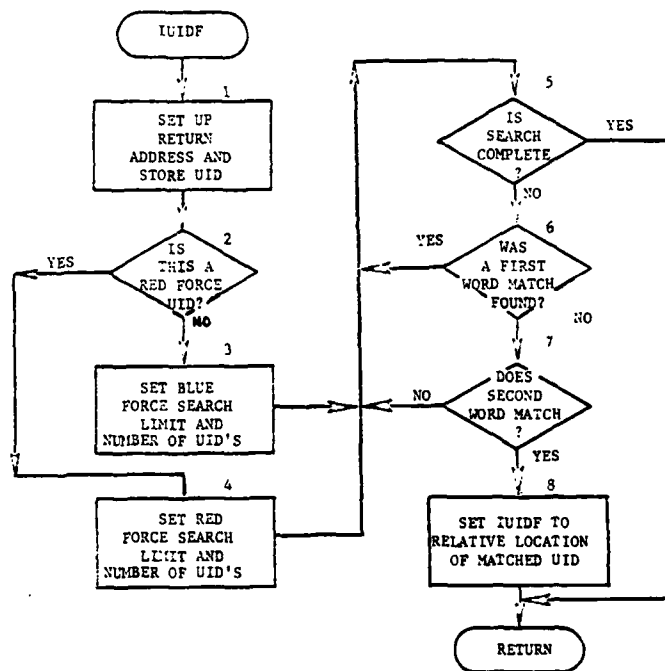 IUIDF
1
SET UP
RETURN
ADDRESS AND
STORE UID
2
YES
IS
THIS A
RED FORCE
UID?
NO
3
SET BLUE
FORCE SEARCH
LIMIT AND
NUMBER OF UID'S
4
SET RED
FORCE SEARCH
LIMIT AND
NUMBER OF UID'S
5
IS
SEARCH
COMPLETE
?
YES
NO
6
YES
WAS
A FIRST
WORD MATCH
FOUND?
NO
7
DOES
SECOND
WORD MATCH
?
NO
YES
8
SET IUIDF TO
RELATIVE LOCATION
OF MATCHED UID
RETURN